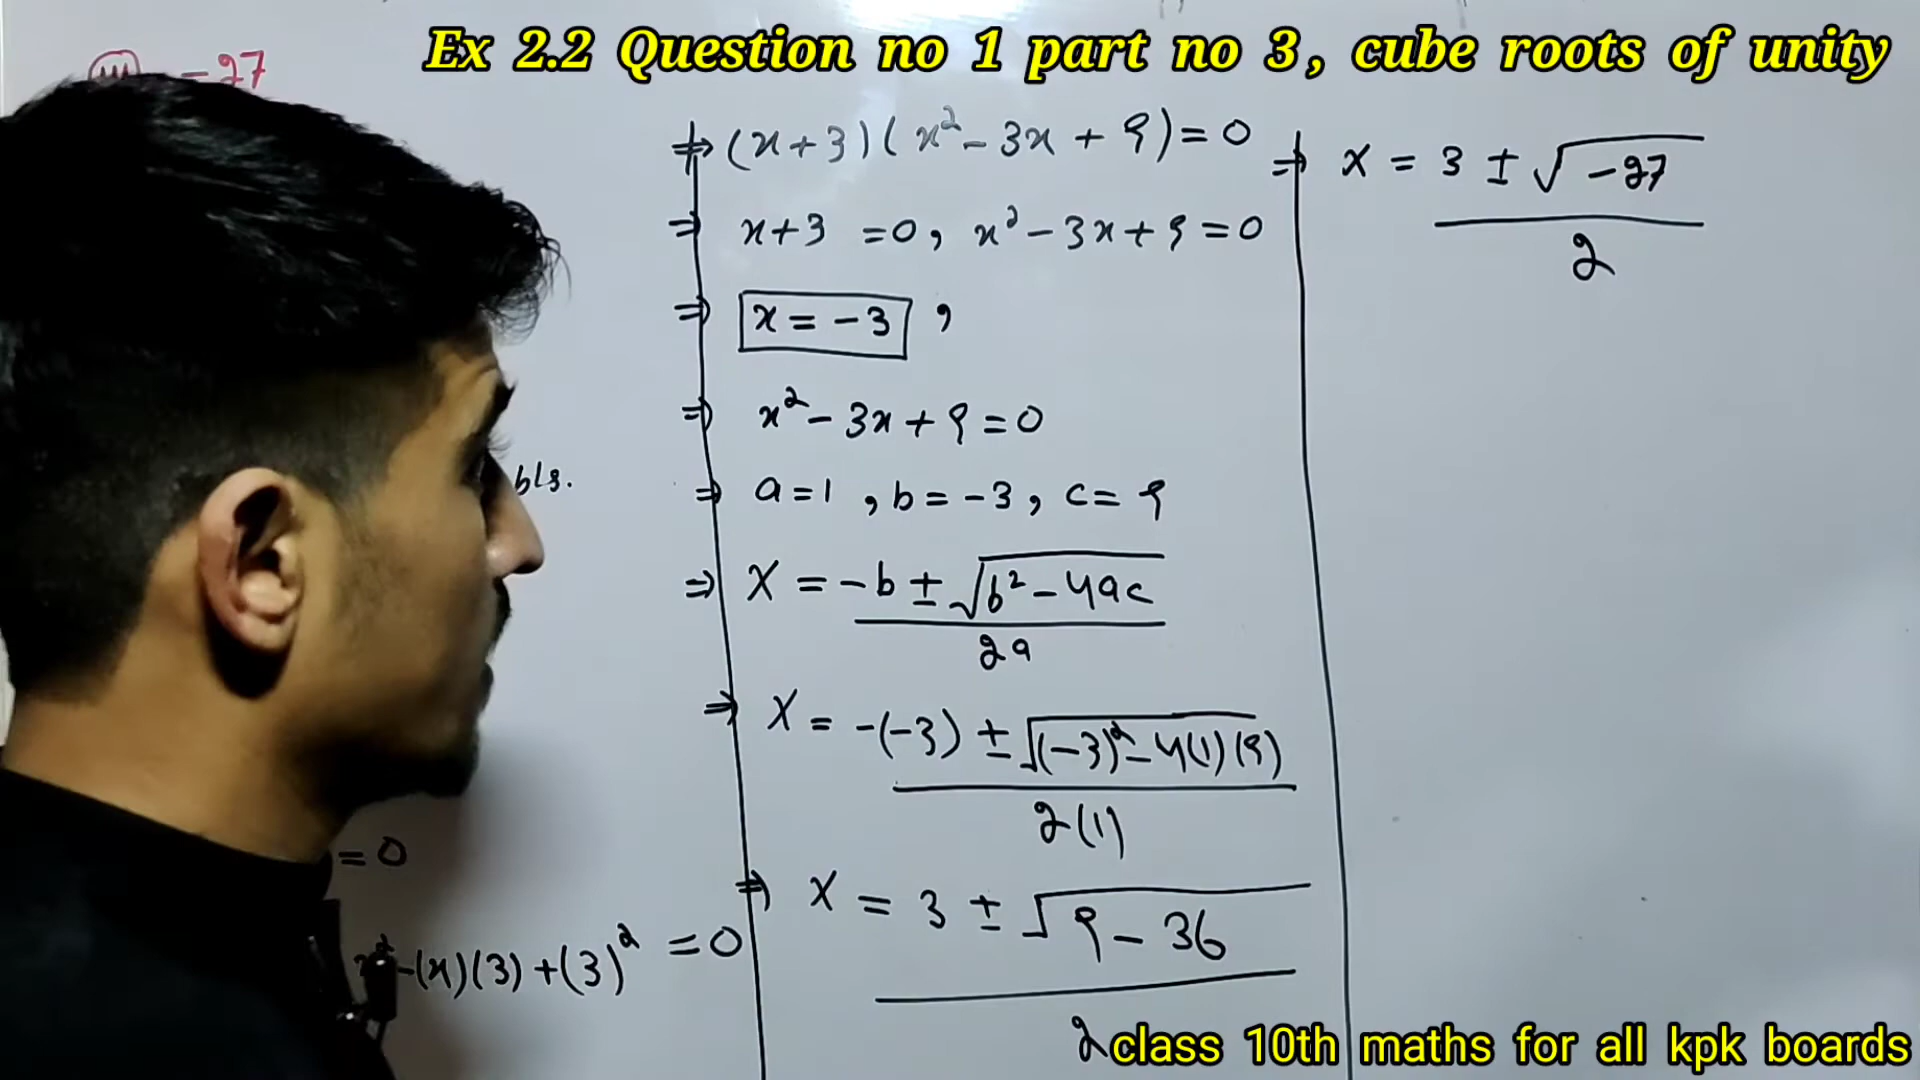 Ex 2.2 Question no 1 part no 3, cube roots of unity
-27
b/s.
=0
x²-(x)(3)+(3)² =0
⇒ (x+3)(x²-3x+9)=0
⇒ x+3 =0, x²-3x+9=0
⇒ x=-3,
⇒ x²-3x+9=0
⇒ a=1, b=-3, c=9
⇒ X = -b±√b²-4ac
2a
⇒ X = -(-3) ±√(-3)²-4(1)(9)
2(1)
⇒ X = 3 ±√9-36
2
⇒ X = 3 ±√-27
2
class 10th maths for all kpk boards